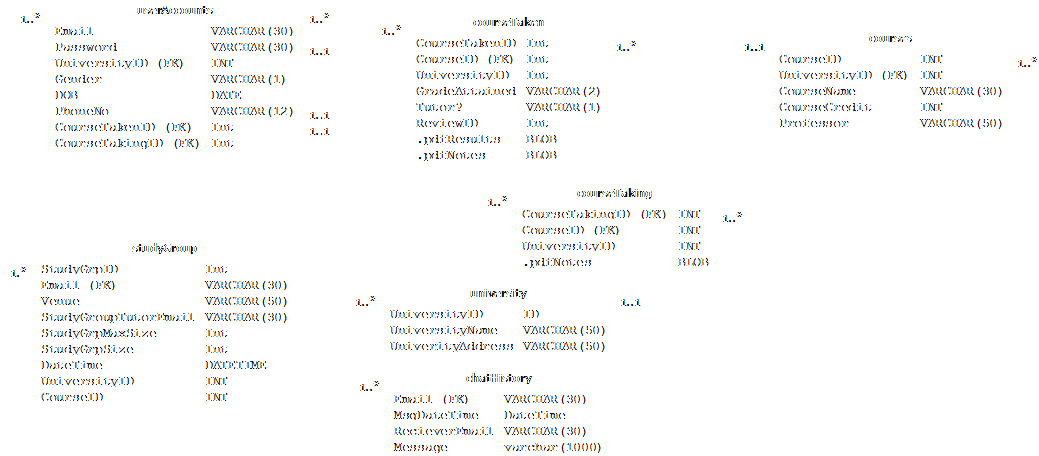 userAccounts
1..*
1..*
Email VARCHAR(30)
Password VARCHAR(30)
1..1
UniversityID (FK) INT
Gender VARCHAR(1)
DOB DATE
PhoneNo VARCHAR(12)
1..1
CourseTakenID (FK) Int
1..1
CourseTakingID (FK) Int
courseTaken
1..*
CourseTakenID Int
1..*
CourseID (FK) Int
UniversityID Int
GradeAttained VARCHAR(2)
Tutor? VARCHAR(1)
ReviewID Int
.pdfResults BLOB
.pdfNotes BLOB
courses
1..1
CourseID INT
1..*
UniversityID (FK) INT
CourseName VARCHAR(30)
CourseCredit INT
Professor VARCHAR(50)
courseTaking
1..*
CourseTakingID (FK) INT
1..*
CourseID (FK) INT
UniversityID INT
.pdfNotes BLOB
studyGroup
1.*
StudyGrpID Int
Email (FK) VARCHAR(30)
Venue VARCHAR(50)
StudyGroupTutorEmail VARCHAR(30)
StudyGrpMaxSize Int
StudyGrpSize Int
DateTime DATETIME
UniversityID INT
CourseID INT
university
1..*
1..1
UniversityID ID
UniversityName VARCHAR(50)
UniversityAddress VARCHAR(50)
chatHistory
1..*
Email (FK) VARCHAR(30)
MsgDateTime DateTime
RecieverEmail VARCHAR(30)
Message varchar(1000)